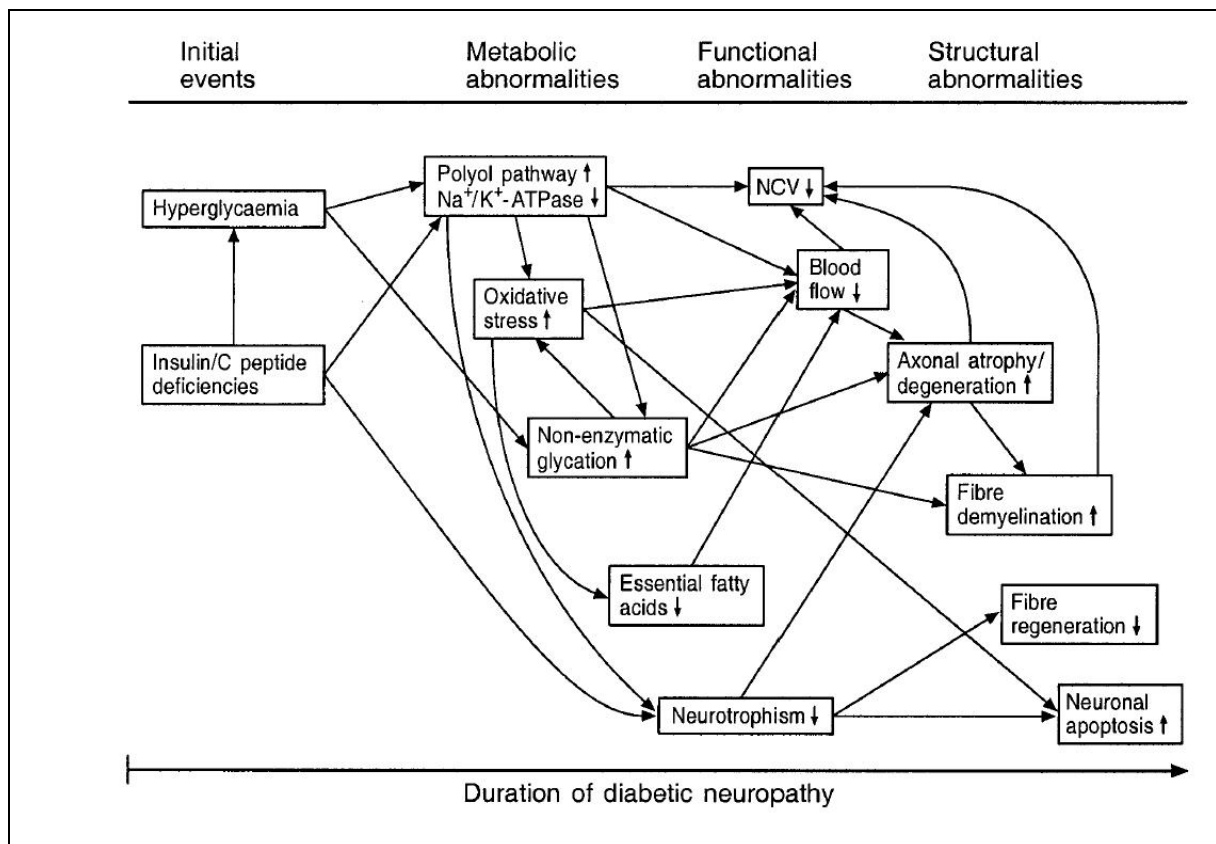 Initial
events
Metabolic
abnormalities
Functional
abnormalities
Structural
abnormalities
Polyol pathway ↑
Na⁺/K⁺-ATPase ↓
NCV ↓
Hyperglycaemia
Blood
flow ↓
Oxidative
stress ↑
Insulin/C peptide
deficiencies
Axonal atrophy/
degeneration ↑
Non-enzymatic
glycation ↑
Fibre
demyelination ↑
Essential fatty
acids ↓
Fibre
regeneration ↓
Neurotrophism ↓
Neuronal
apoptosis ↑
Duration of diabetic neuropathy